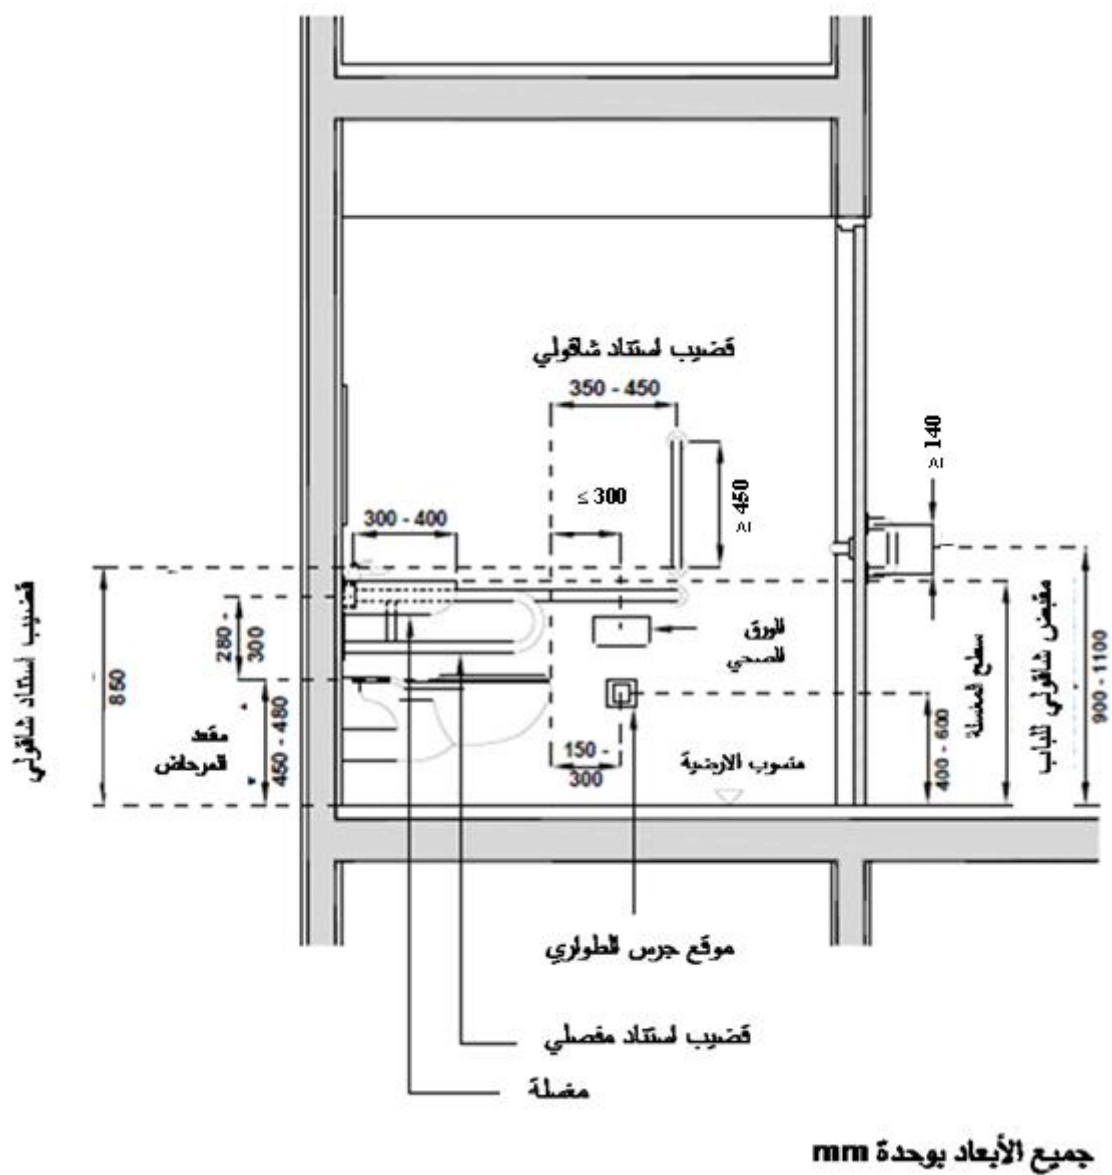 قضيب استناد شاقولي
350 - 450
≥ 140
≤ 300
≥ 450
300 - 400
قضيب استناد شاقولي
850
280 -
300
مقعد
المرحاض
450 - 480
الورق
الصحي
150 -
300
منسوب الارضية
400 - 600
سطح المغسلة
مقبض شاقولي للباب
900 - 1100
موقع جرس الطواري
قضيب استناد مفصلي
مغسلة
جميع الأبعاد بوحدة mm